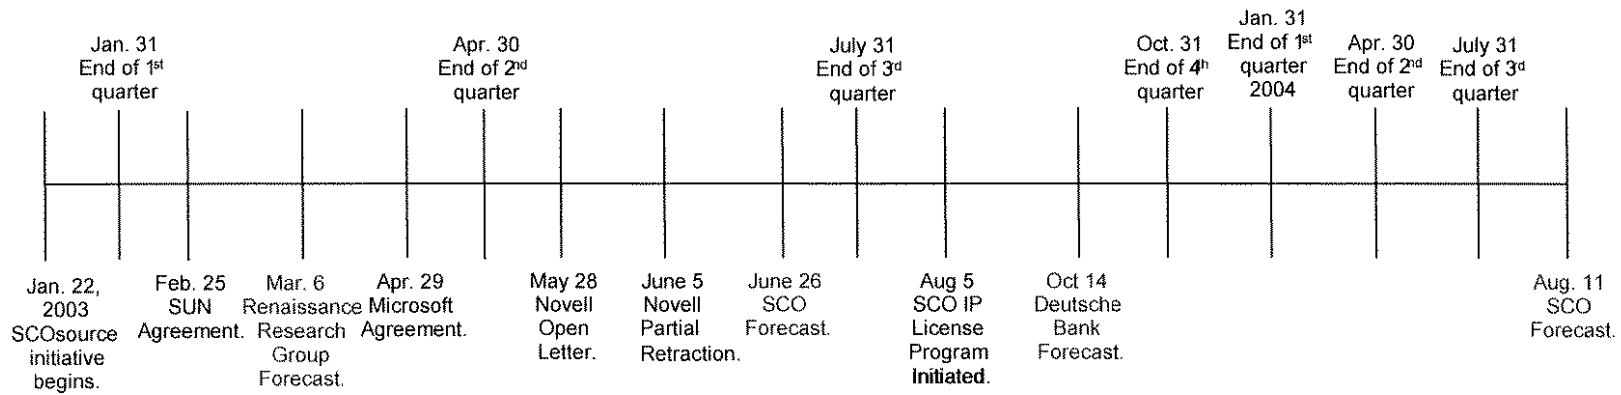 Jan. 31
End of 1st
quarter
Apr. 30
End of 2nd
quarter
July 31
End of 3d
quarter
Oct. 31
End of 4h
quarter
Jan. 31
End of 1st
quarter
2004
Apr. 30
End of 2nd
quarter
July 31
End of 3d
quarter
Jan. 22,
2003
SCOsource
initiative
begins.
Feb. 25
SUN
Agreement.
Mar. 6
Renaissance
Research
Group
Forecast.
Apr. 29
Microsoft
Agreement.
May 28
Novell
Open
Letter.
June 5
Novell
Partial
Retraction.
June 26
SCO
Forecast.
Aug 5
SCO IP
License
Program
Initiated.
Oct 14
Deutsche
Bank
Forecast.
Aug. 11
SCO
Forecast.